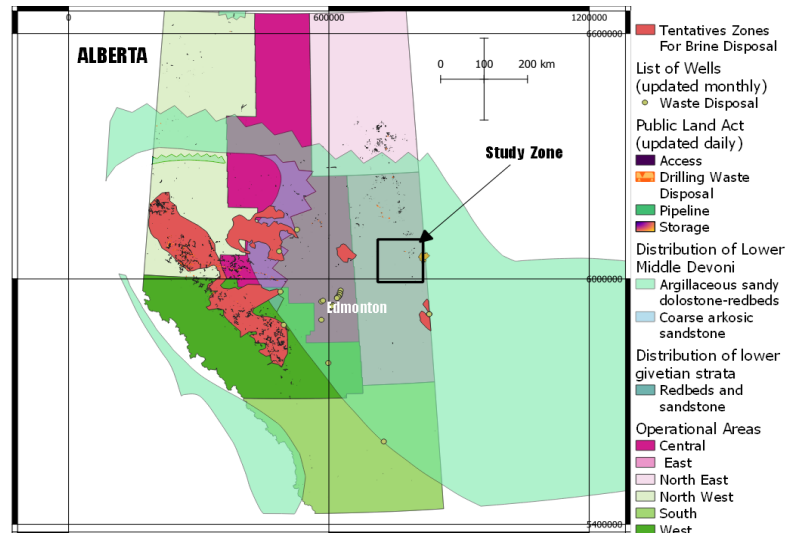 0
600000
1200000
6600000
ALBERTA
0 100 200 km
Study Zone
6000000
Edmonton
5400000
Tentatives Zones
For Brine Disposal
List of Wells
(updated monthly)
Waste Disposal
Public Land Act
(updated daily)
Access
Drilling Waste
Disposal
Pipeline
Storage
Distribution of Lower
Middle Devoni
Argillaceous sandy
dolostone-redbeds
Coarse arkosic
sandstone
Distribution of lower
givetian strata
Redbeds and
sandstone
Operational Areas
Central
East
North East
North West
South
West